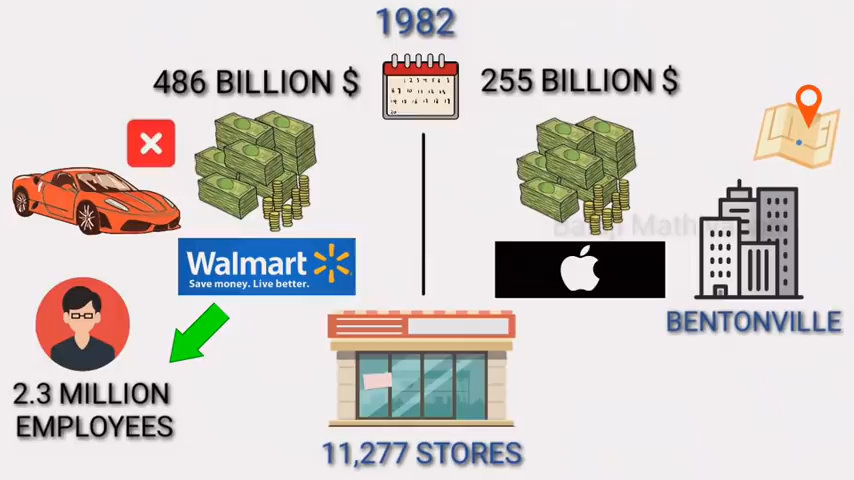 1982
486 BILLION $
255 BILLION $
Walmart
Save money. Live better.
BENTONVILLE
2.3 MILLION
EMPLOYEES
11,277 STORES